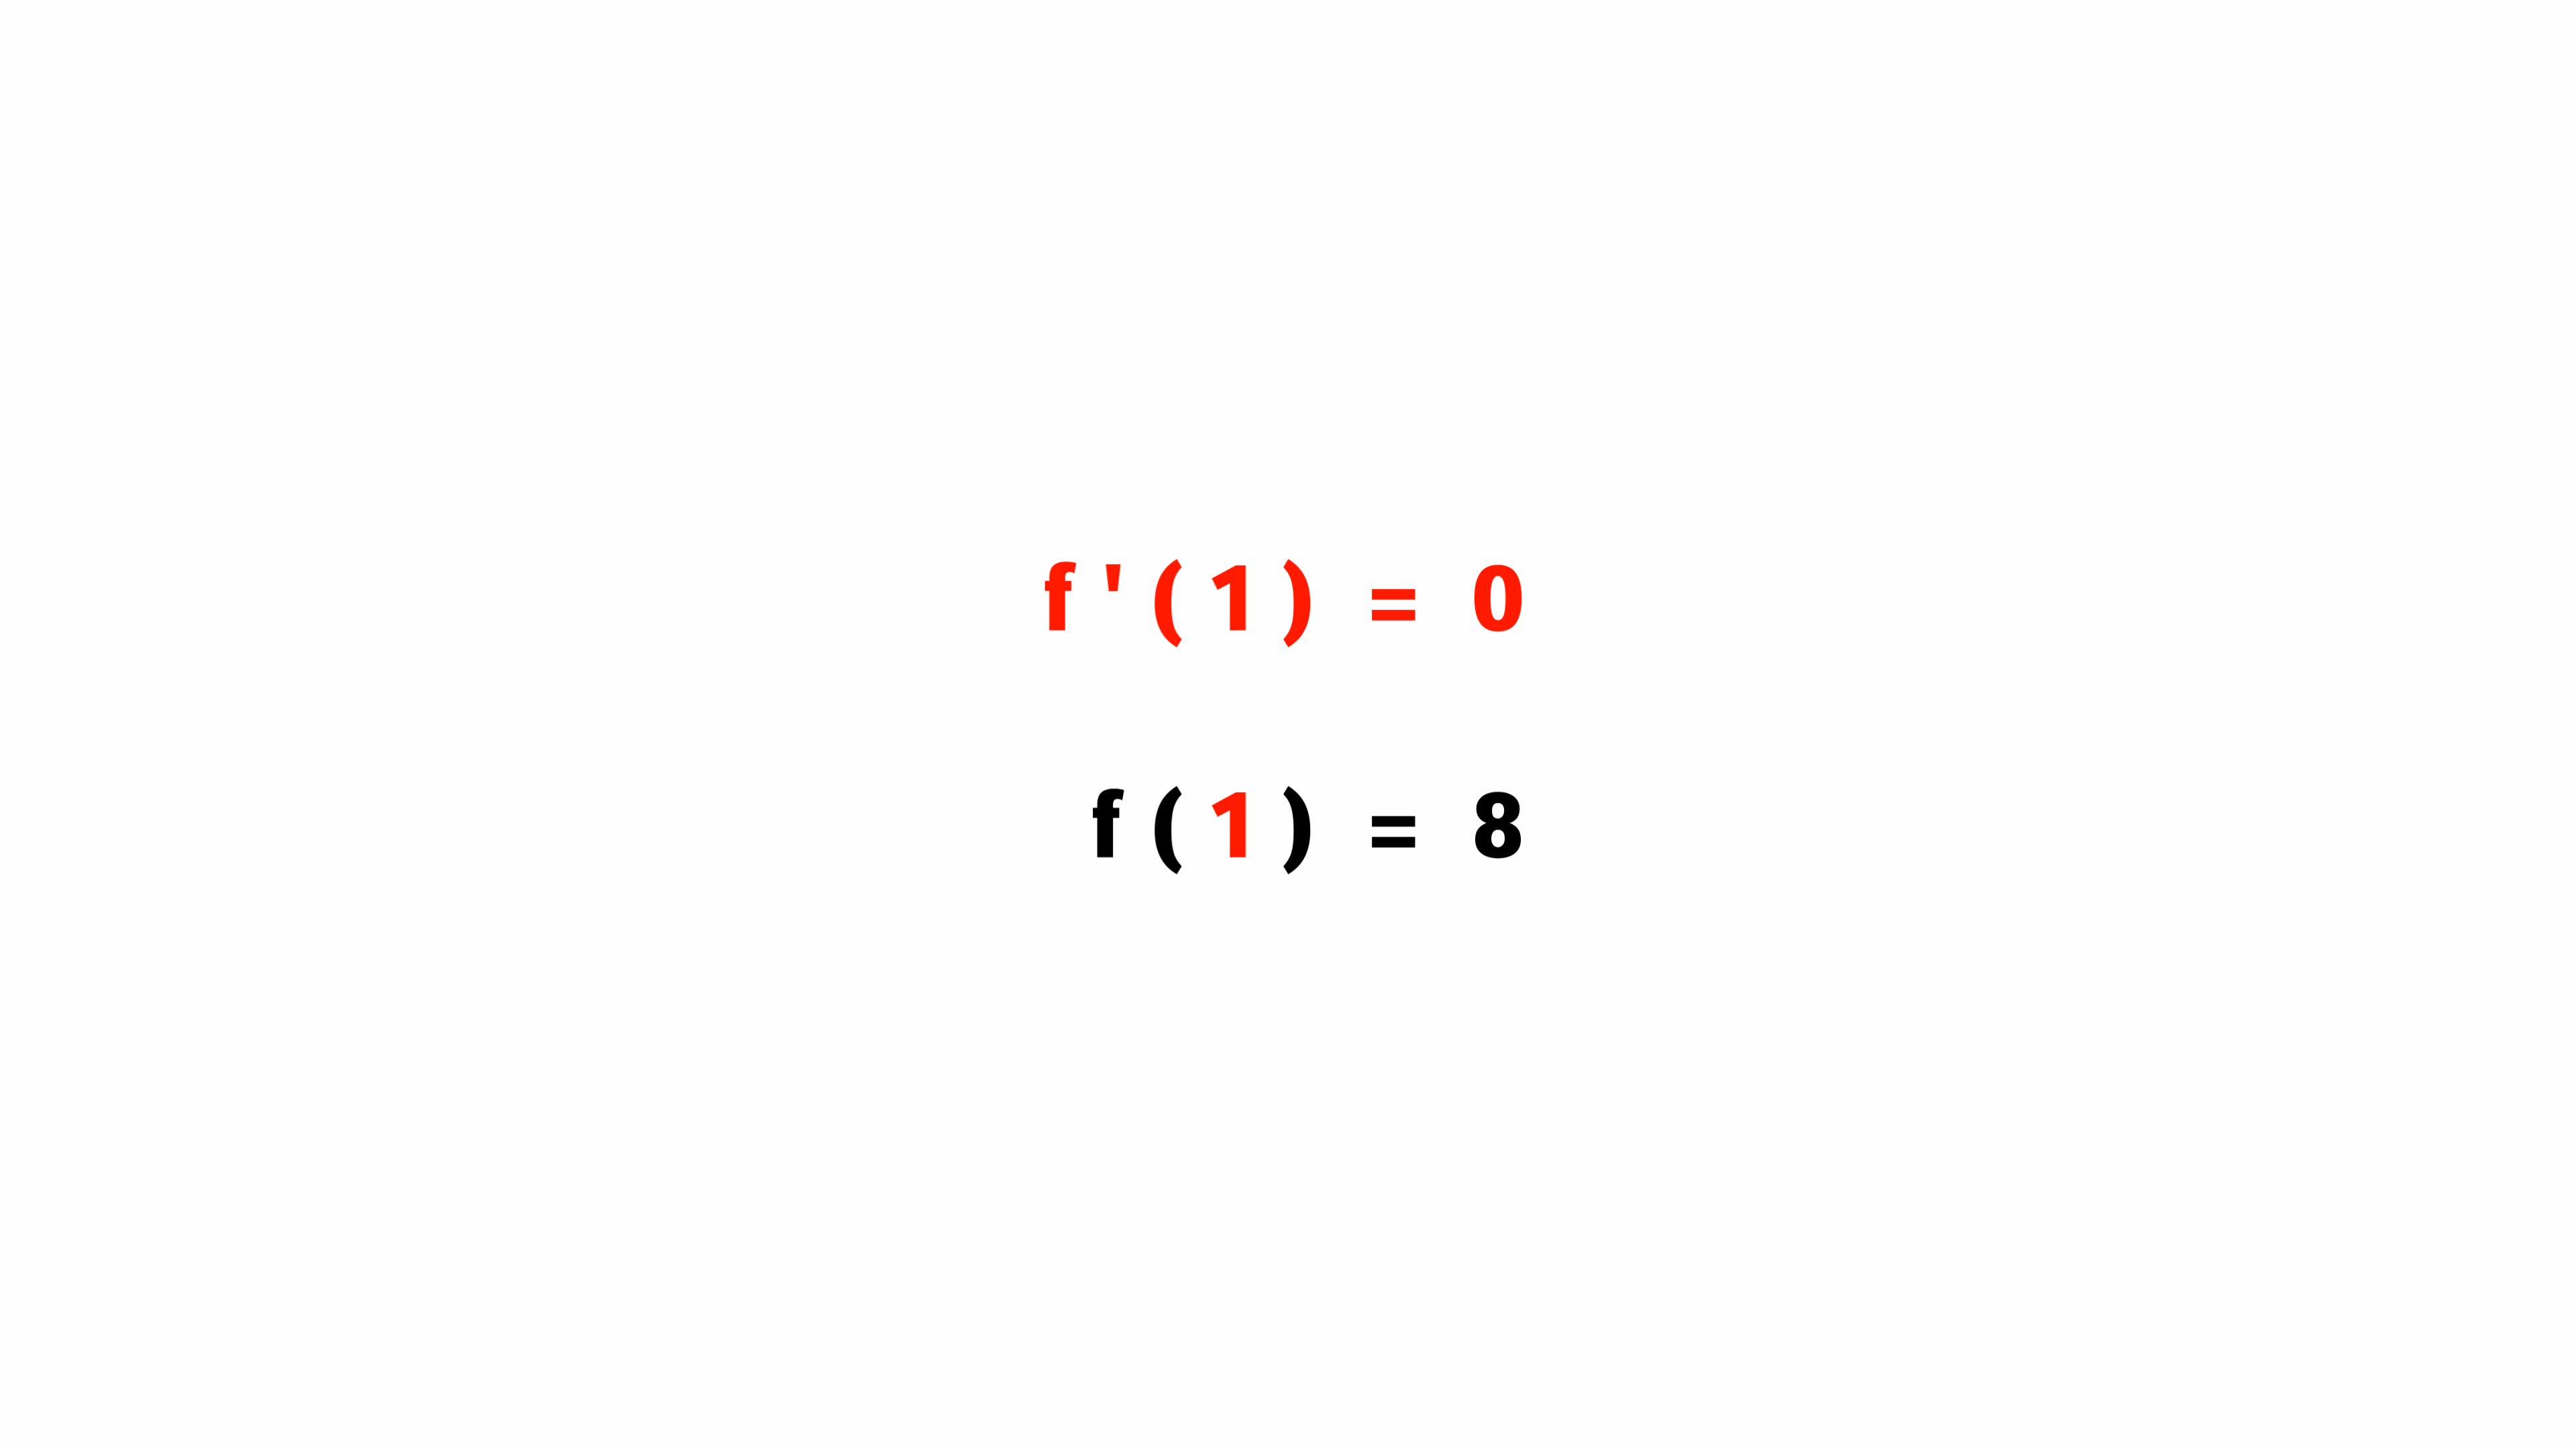 f'(1) = 0
f(1) = 8